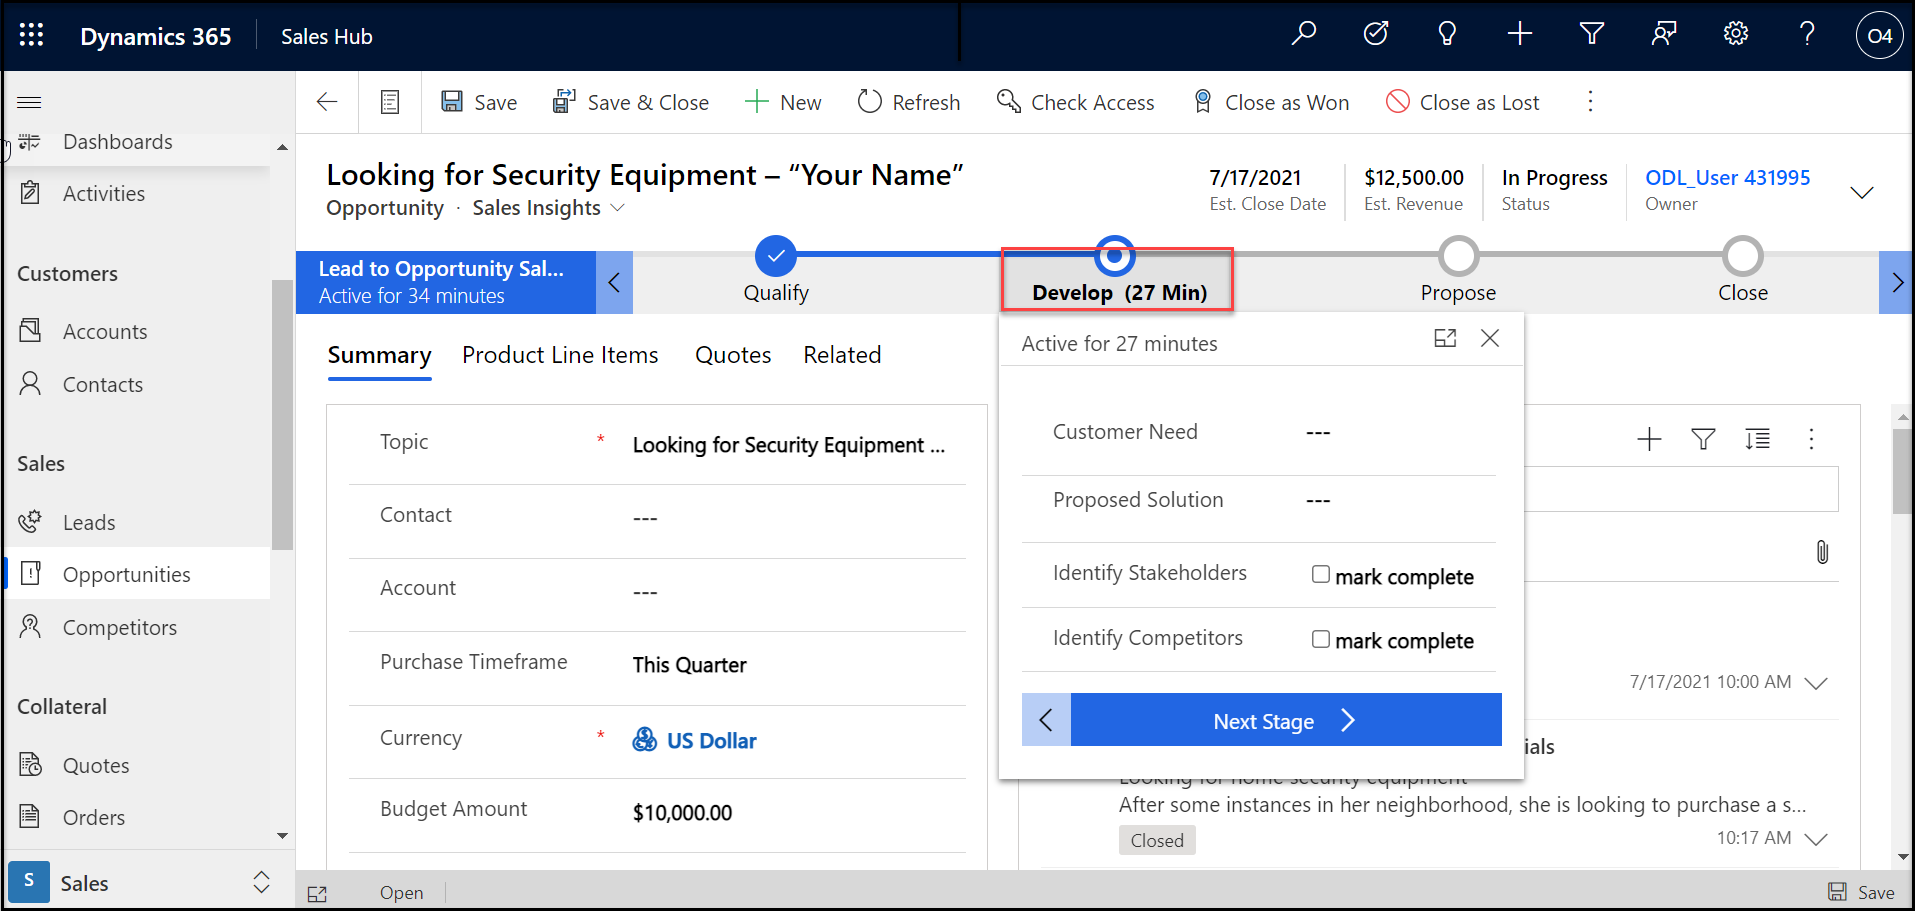 Dynamics 365
Sales Hub
O4
Save
Save & Close
New
Refresh
Check Access
Close as Won
Close as Lost
Dashboards
Activities
Customers
Accounts
Contacts
Sales
Leads
Opportunities
Competitors
Collateral
Quotes
Orders
S Sales
Looking for Security Equipment – “Your Name”
Opportunity · Sales Insights
7/17/2021
Est. Close Date
$12,500.00
Est. Revenue
In Progress
Status
ODL_User 431995
Owner
Lead to Opportunity Sal...
Active for 34 minutes
Qualify
Develop (27 Min)
Propose
Close
Summary
Product Line Items
Quotes
Related
Topic * Looking for Security Equipment ...
Contact ---
Account ---
Purchase Timeframe This Quarter
Currency * US Dollar
Budget Amount $10,000.00
Active for 27 minutes
Customer Need ---
Proposed Solution ---
Identify Stakeholders mark complete
Identify Competitors mark complete
Next Stage
7/17/2021 10:00 AM
ials
Looking for home security equipment
After some instances in her neighborhood, she is looking to purchase a s...
Closed
10:17 AM
Open
Save